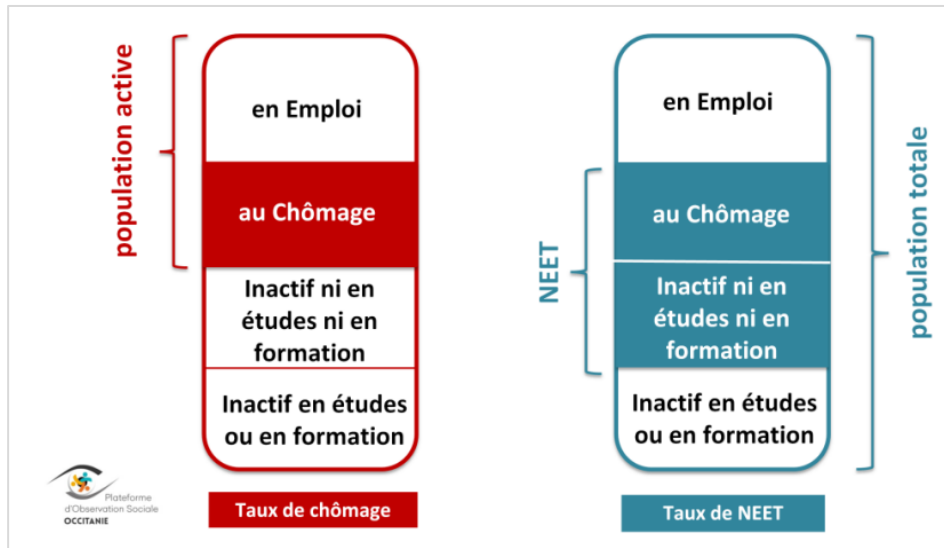 population active
en Emploi
au Chômage
Inactif ni en
études ni en
formation
Inactif en études
ou en formation
Taux de chômage
NEET
en Emploi
au Chômage
Inactif ni en
études ni en
formation
Inactif en études
ou en formation
population totale
Taux de NEET
Plateforme
d'Observation Sociale
OCCITANIE